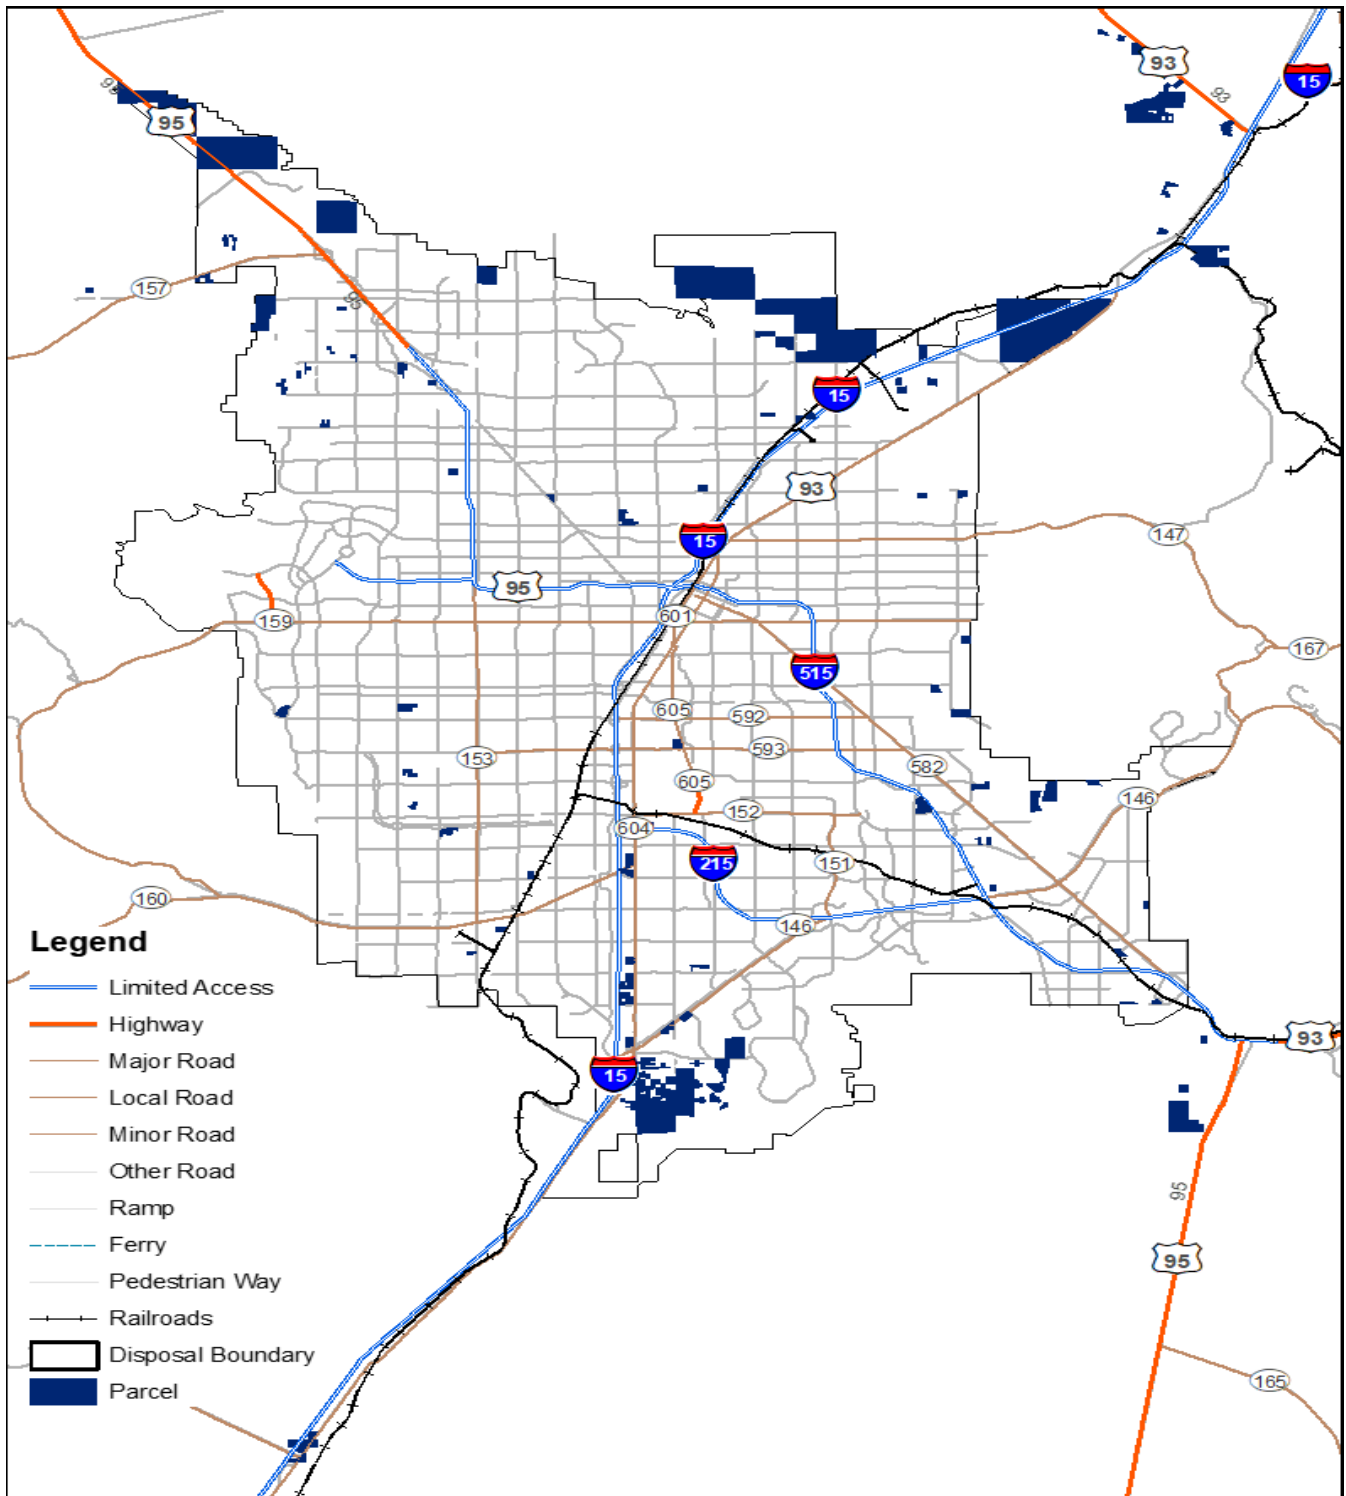 93
15
95
93
95
157
95
15
93
15
147
95
601
159
167
515
605
592
593
153
582
605
146
152
604
215
151
160
146
Legend
Limited Access
Highway
93
Major Road
15
Local Road
Minor Road
Other Road
95
Ramp
Ferry
95
Pedestrian Way
Railroads
Disposal Boundary
165
Parcel